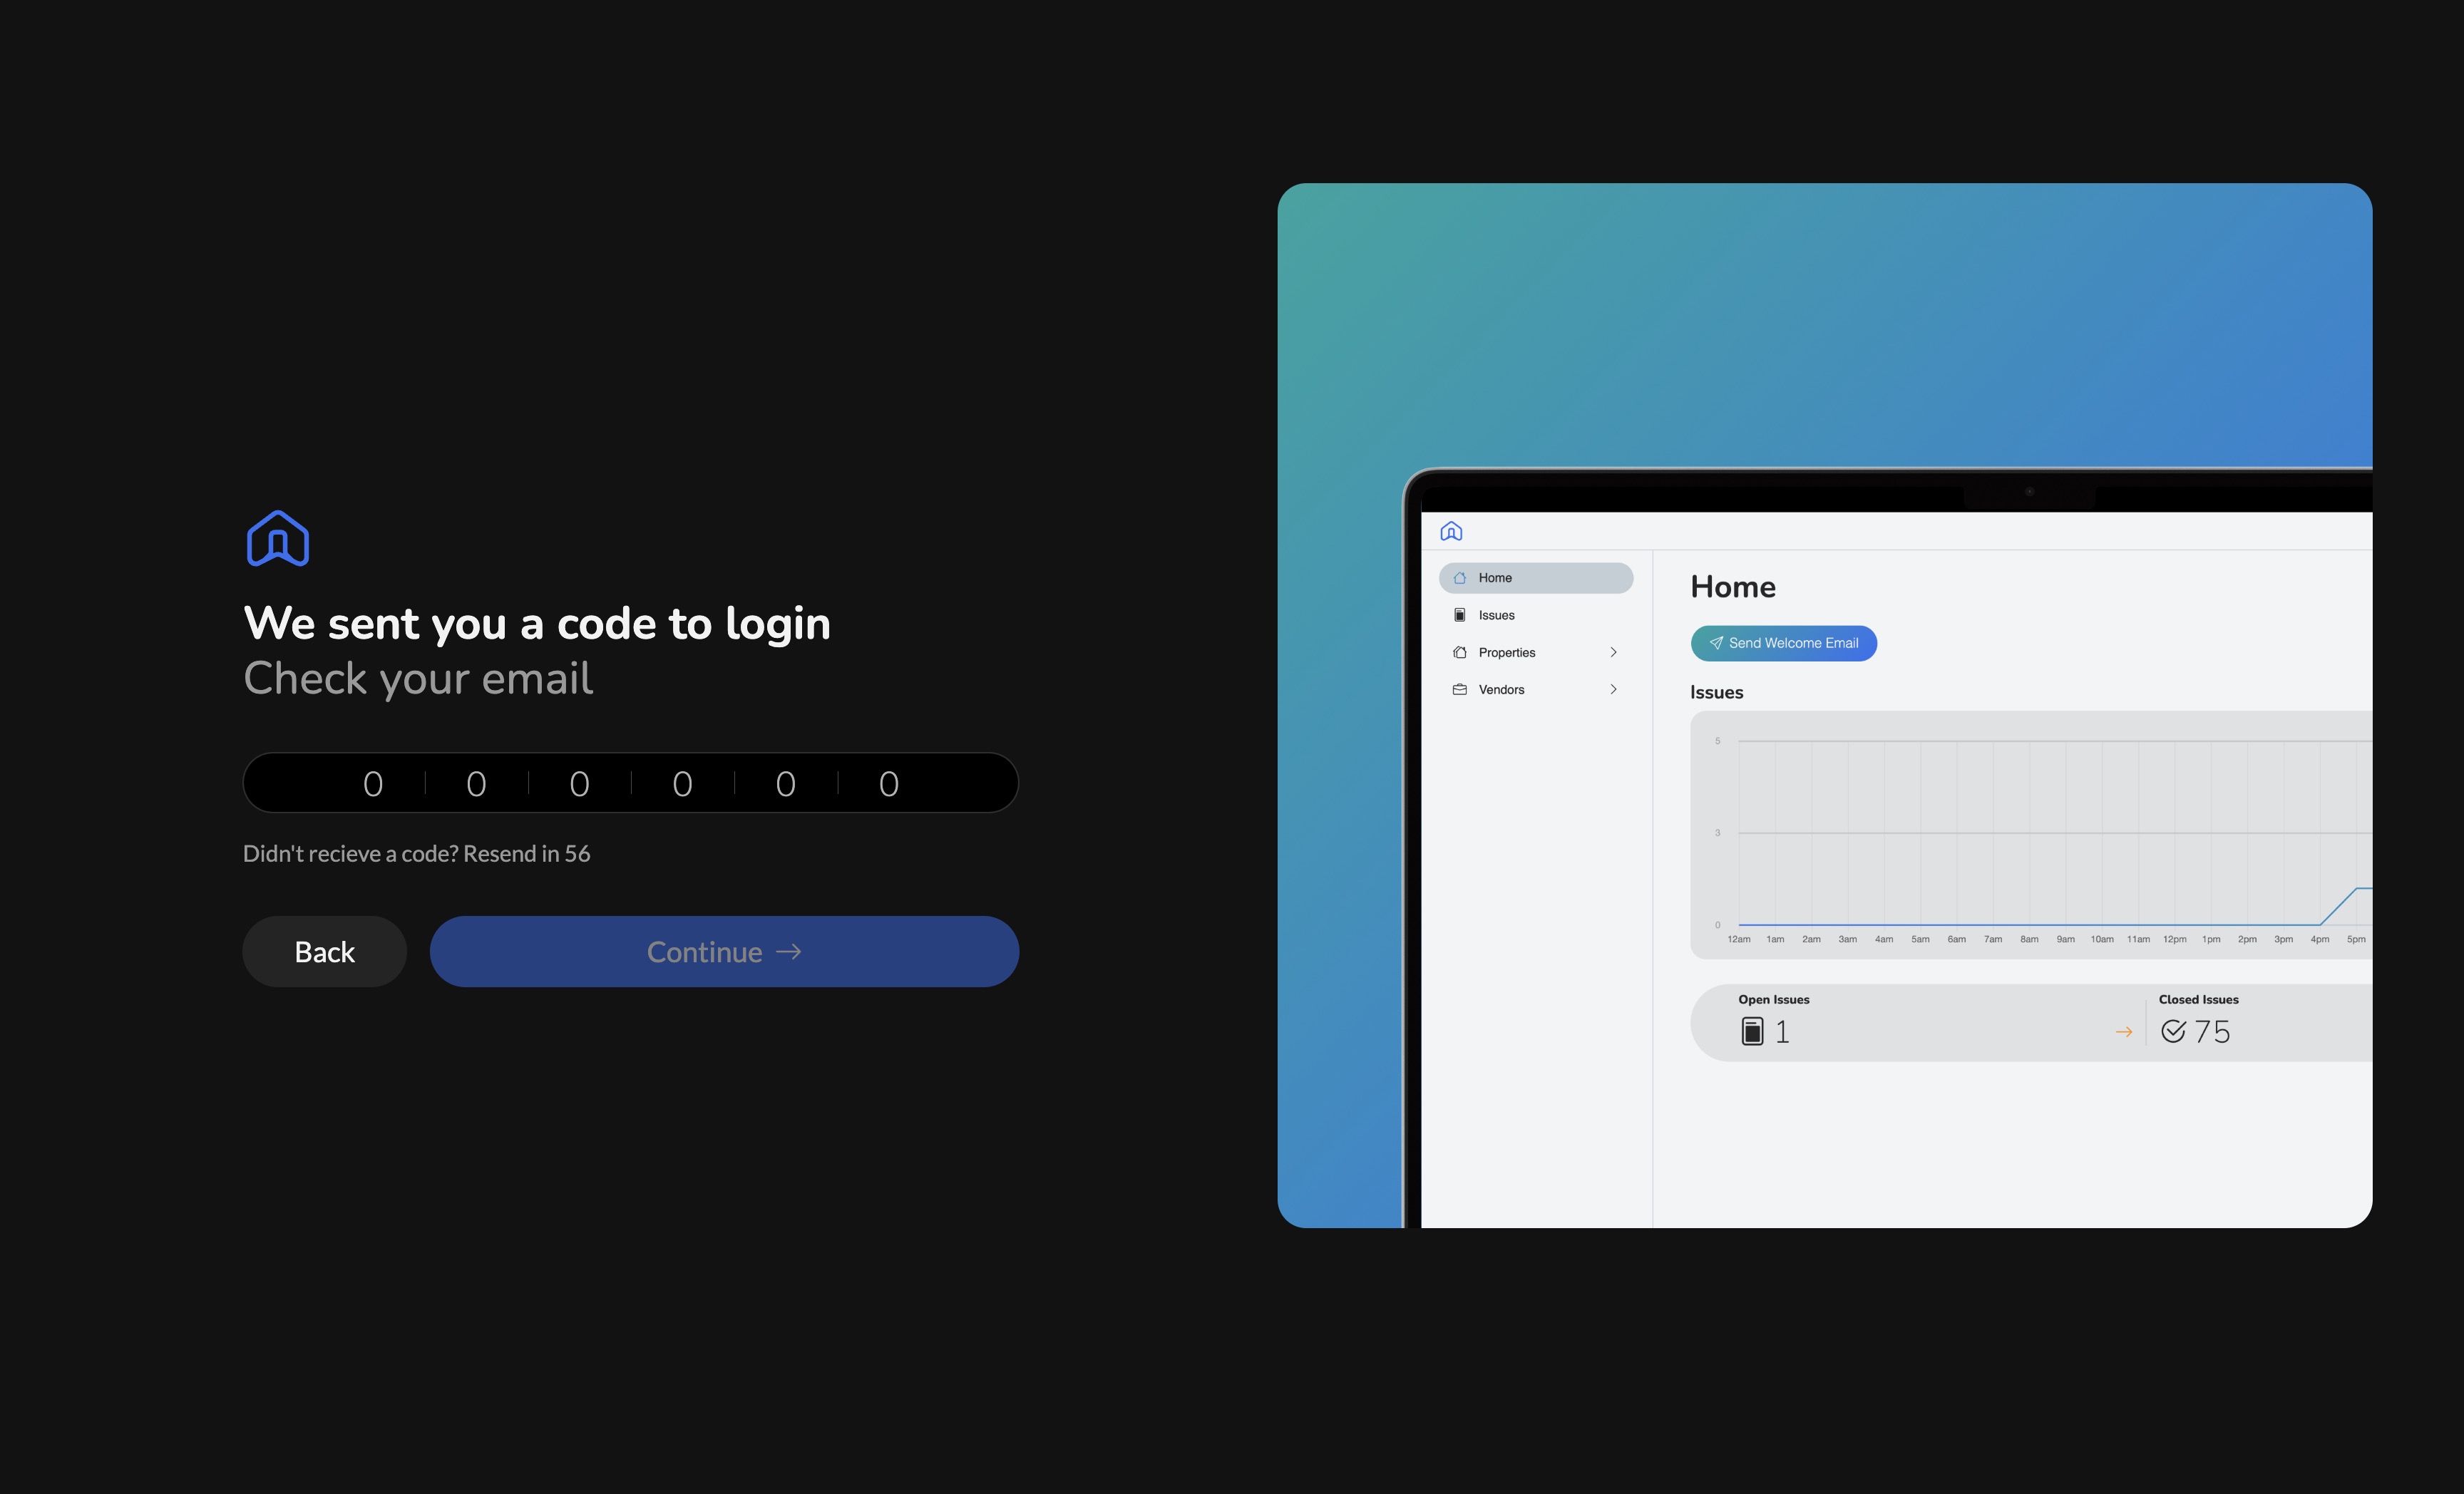 We sent you a code to login
Check your email
0 0 0 0 0 0
Didn't recieve a code? Resend in 56
Back
Continue
Home
Issues
Properties
Vendors
Home
Send Welcome Email
Issues
5
3
0
12am 1am 2am 3am 4am 5am 6am 7am 8am 9am 10am 11am 12pm 1pm 2pm 3pm 4pm 5pm
Open Issues
1
Closed Issues
75